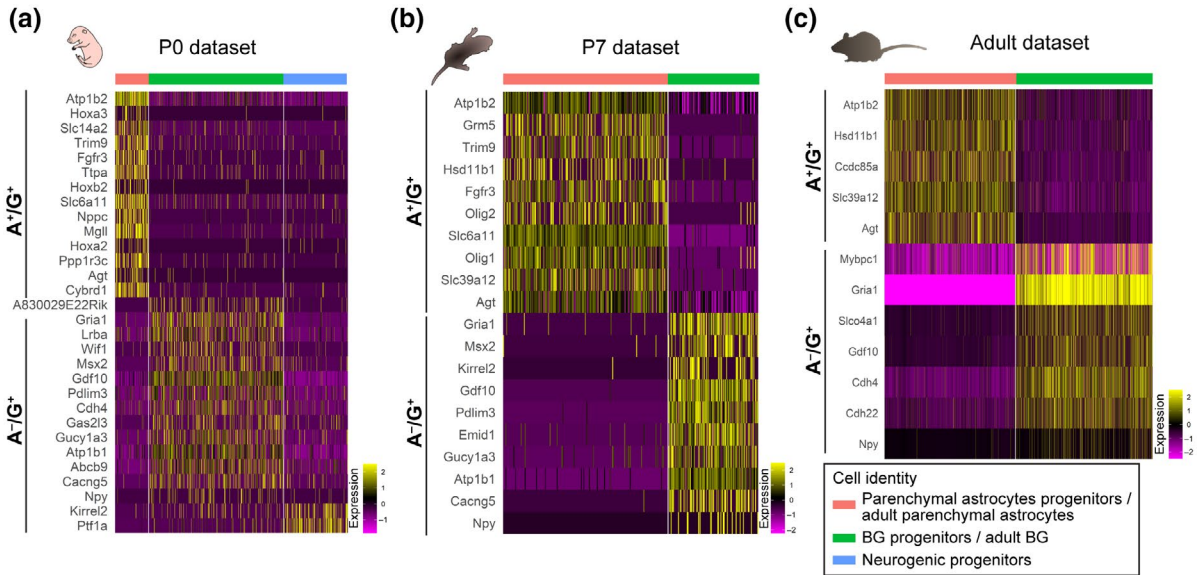 (a)
P0 dataset
A+/G+
Atp1b2
Hoxa3
Slc14a2
Trim9
Fgfr3
Ttpa
Hoxb2
Slc6a11
Nppc
Mgll
Hoxa2
Ppp1r3c
Agt
Cybrd1
A830029E22Rik
A-/G+
Gria1
Lrba
Wif1
Msx2
Gdf10
Pdlim3
Cdh4
Gas2l3
Gucy1a3
Atp1b1
Abcb9
Cacng5
Npy
Kirrel2
Ptf1a
Expression
2
1
0
−1
(b)
P7 dataset
A+/G+
Atp1b2
Grm5
Trim9
Hsd11b1
Fgfr3
Olig2
Slc6a11
Olig1
Slc39a12
Agt
A-/G+
Gria1
Msx2
Kirrel2
Gdf10
Pdlim3
Emid1
Gucy1a3
Atp1b1
Cacng5
Npy
Expression
2
1
0
−1
(c)
Adult dataset
A+/G+
Atp1b2
Hsd11b1
Ccdc85a
Slc39a12
Agt
A-/G+
Mybpc1
Gria1
Slco4a1
Gdf10
Cdh4
Cdh22
Npy
Expression
2
1
0
−1
−2
Cell identity
Parenchymal astrocytes progenitors /
adult parenchymal astrocytes
BG progenitors / adult BG
Neurogenic progenitors